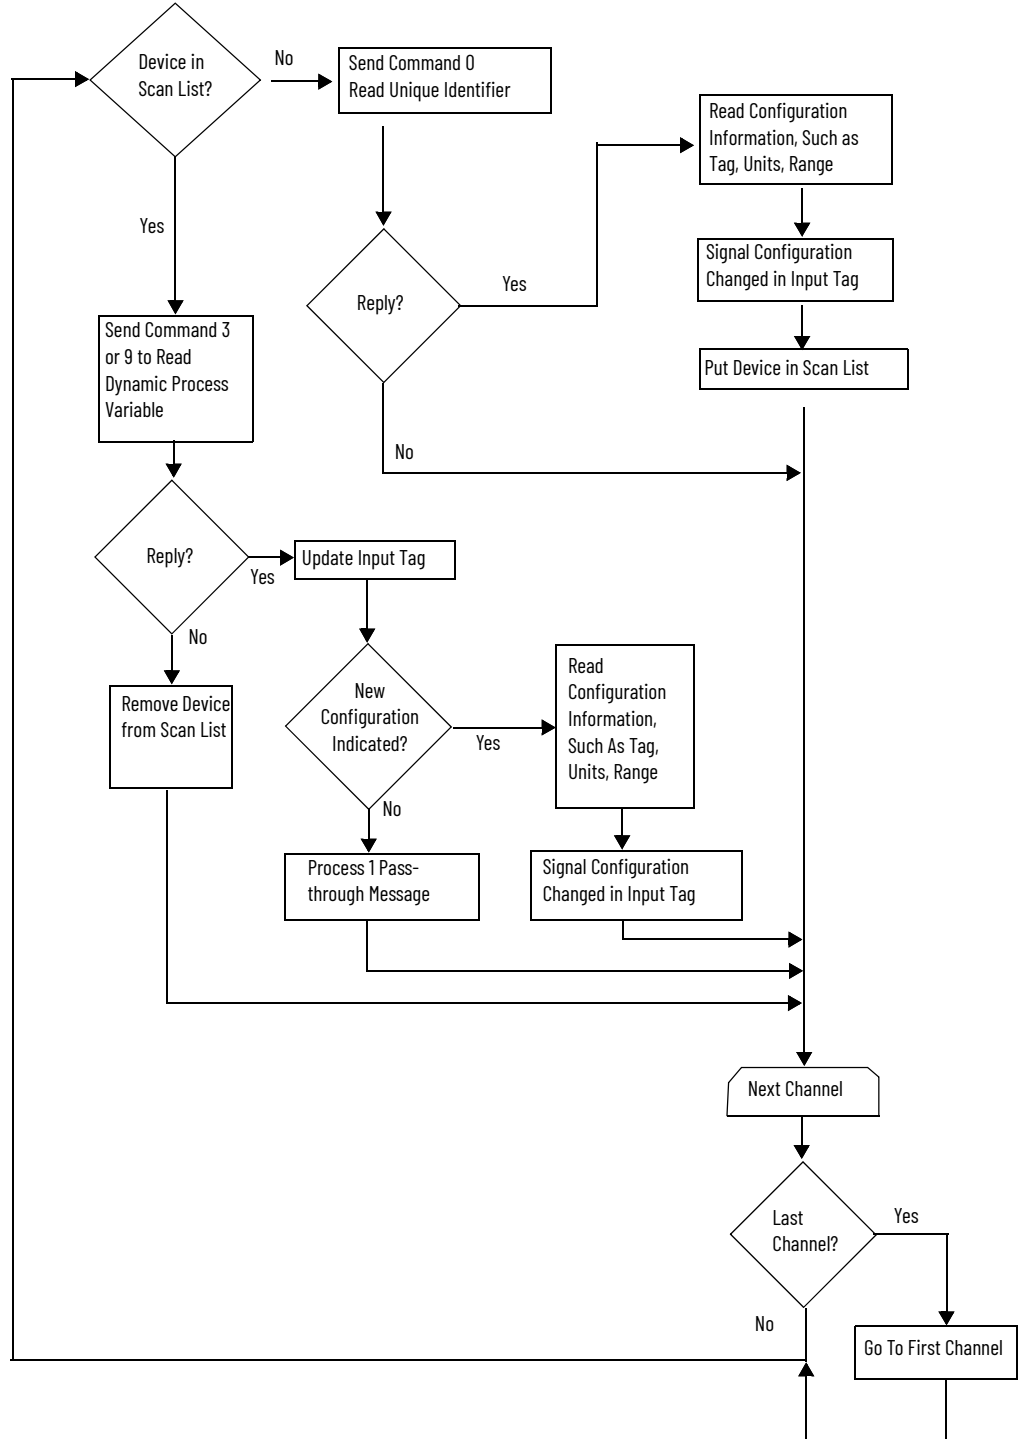 Device in
Scan List?
No
Send Command 0
Read Unique Identifier
Read Configuration
Information, Such as
Tag, Units, Range
Yes
Signal Configuration
Changed in Input Tag
Reply?
Yes
Put Device in Scan List
Send Command 3
or 9 to Read
Dynamic Process
Variable
No
Reply?
Yes
Update Input Tag
No
Remove Device
from Scan List
New
Configuration
Indicated?
Yes
Read
Configuration
Information,
Such As Tag,
Units, Range
No
Process 1 Pass-
through Message
Signal Configuration
Changed in Input Tag
Next Channel
Last
Channel?
Yes
No
Go To First Channel